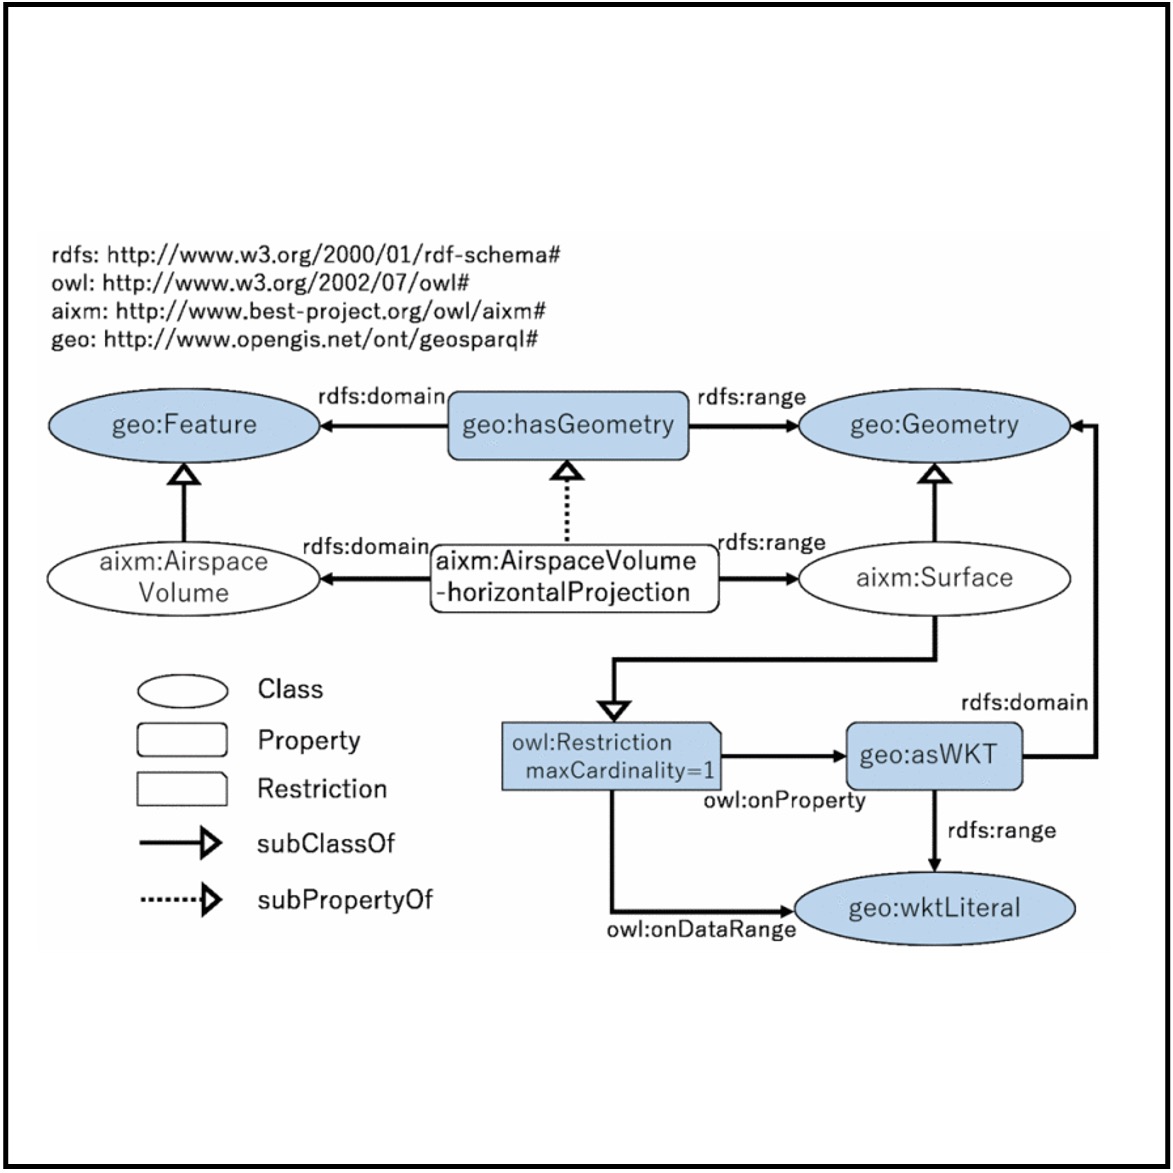 rdfs: http://www.w3.org/2000/01/rdf-schema#
owl: http://www.w3.org/2002/07/owl#
aixm: http://www.best-project.org/owl/aixm#
geo: http://www.opengis.net/ont/geosparql#
geo:Feature
rdfs:domain
geo:hasGeometry
rdfs:range
geo:Geometry
aixm:Airspace
Volume
rdfs:domain
aixm:AirspaceVolume
-horizontalProjection
rdfs:range
aixm:Surface
Class
Property
Restriction
subClassOf
subPropertyOf
rdfs:domain
owl:Restriction
maxCardinality=1
geo:asWKT
owl:onProperty
rdfs:range
geo:wktLiteral
owl:onDataRange